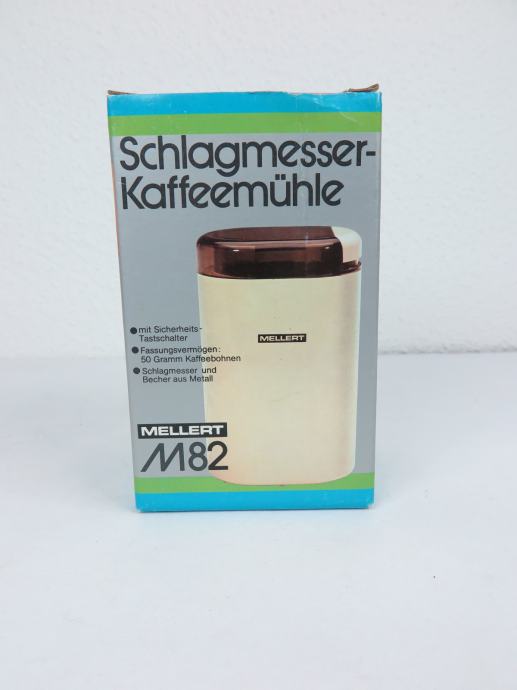 Schlagmesser-
Kaffeemühle
MELLERT
mit Sicherheits-
Tastschalter
Fassungsvermögen:
50 Gramm Kaffeebohnen
Schlagmesser und
Becher aus Metall
MELLERT
M82